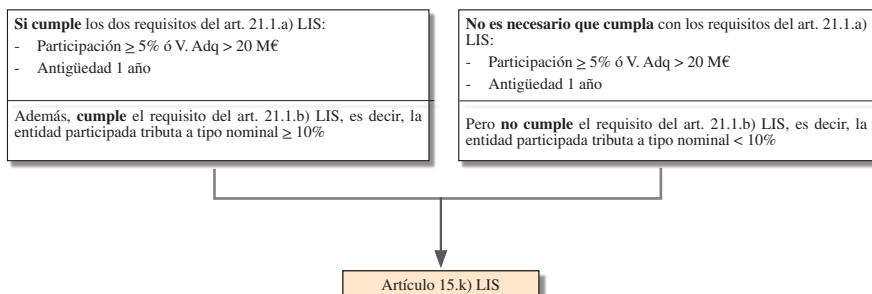 Si cumple los dos requisitos del art. 21.1.a) LIS:
- Participación ≥ 5% ó V. Adq > 20 M€
- Antigüedad 1 año
Además, cumple el requisito del art. 21.1.b) LIS, es decir, la
entidad participada tributa a tipo nominal ≥ 10%
No es necesario que cumpla con los requisitos del art. 21.1.a)
LIS:
- Participación ≥ 5% ó V. Adq > 20 M€
- Antigüedad 1 año
Pero no cumple el requisito del art. 21.1.b) LIS, es decir, la
entidad participada tributa a tipo nominal < 10%
Artículo 15.k) LIS